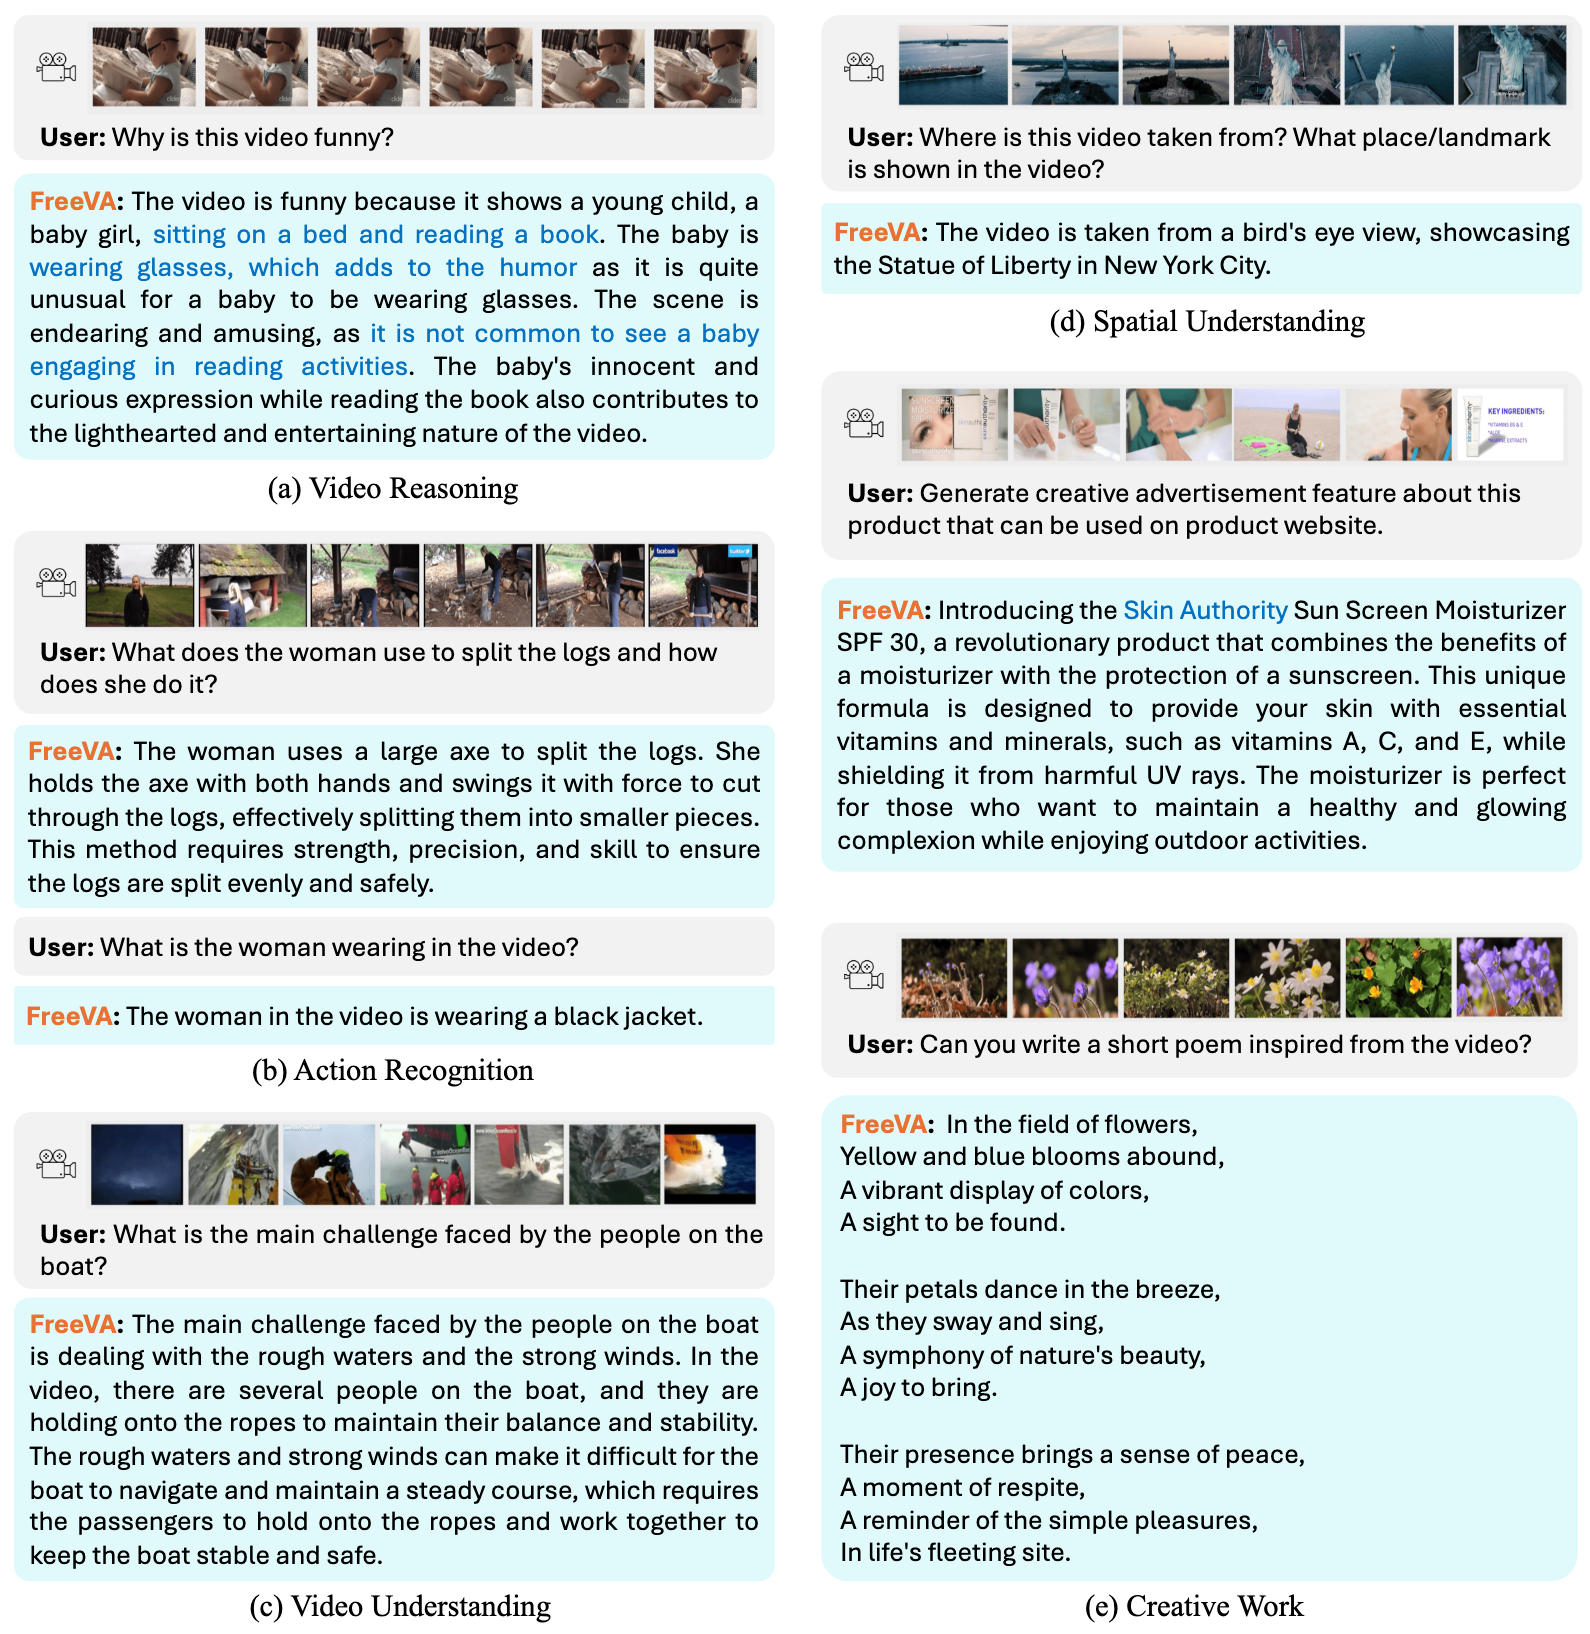 clideo
clideo
clideo
clideo
clideo
User: Why is this video funny?
FreeVA: The video is funny because it shows a young child, a
baby girl, sitting on a bed and reading a book. The baby is
wearing glasses, which adds to the humor as it is quite
unusual for a baby to be wearing glasses. The scene is
endearing and amusing, as it is not common to see a baby
engaging in reading activities. The baby's innocent and
curious expression while reading the book also contributes to
the lighthearted and entertaining nature of the video.
(a) Video Reasoning
facebook
twitter
User: What does the woman use to split the logs and how
does she do it?
FreeVA: The woman uses a large axe to split the logs. She
holds the axe with both hands and swings it with force to cut
through the logs, effectively splitting them into smaller pieces.
This method requires strength, precision, and skill to ensure
the logs are split evenly and safely.
User: What is the woman wearing in the video?
FreeVA: The woman in the video is wearing a black jacket.
(b) Action Recognition
User: What is the main challenge faced by the people on the
boat?
FreeVA: The main challenge faced by the people on the boat
is dealing with the rough waters and the strong winds. In the
video, there are several people on the boat, and they are
holding onto the ropes to maintain their balance and stability.
The rough waters and strong winds can make it difficult for the
boat to navigate and maintain a steady course, which requires
the passengers to hold onto the ropes and work together to
keep the boat stable and safe.
(c) Video Understanding
User: Where is this video taken from? What place/landmark
is shown in the video?
FreeVA: The video is taken from a bird's eye view, showcasing
the Statue of Liberty in New York City.
(d) Spatial Understanding
SUNSCREEN
MOISTURIZE
skinauthority
KEY INGREDIENTS:
*VITAMINS B5 & E
*ALOE
*MARINE EXTRACTS
User: Generate creative advertisement feature about this
product that can be used on product website.
FreeVA: Introducing the Skin Authority Sun Screen Moisturizer
SPF 30, a revolutionary product that combines the benefits of
a moisturizer with the protection of a sunscreen. This unique
formula is designed to provide your skin with essential
vitamins and minerals, such as vitamins A, C, and E, while
shielding it from harmful UV rays. The moisturizer is perfect
for those who want to maintain a healthy and glowing
complexion while enjoying outdoor activities.
User: Can you write a short poem inspired from the video?
FreeVA: In the field of flowers,
Yellow and blue blooms abound,
A vibrant display of colors,
A sight to be found.
Their petals dance in the breeze,
As they sway and sing,
A symphony of nature's beauty,
A joy to bring.
Their presence brings a sense of peace,
A moment of respite,
A reminder of the simple pleasures,
In life's fleeting site.
(e) Creative Work